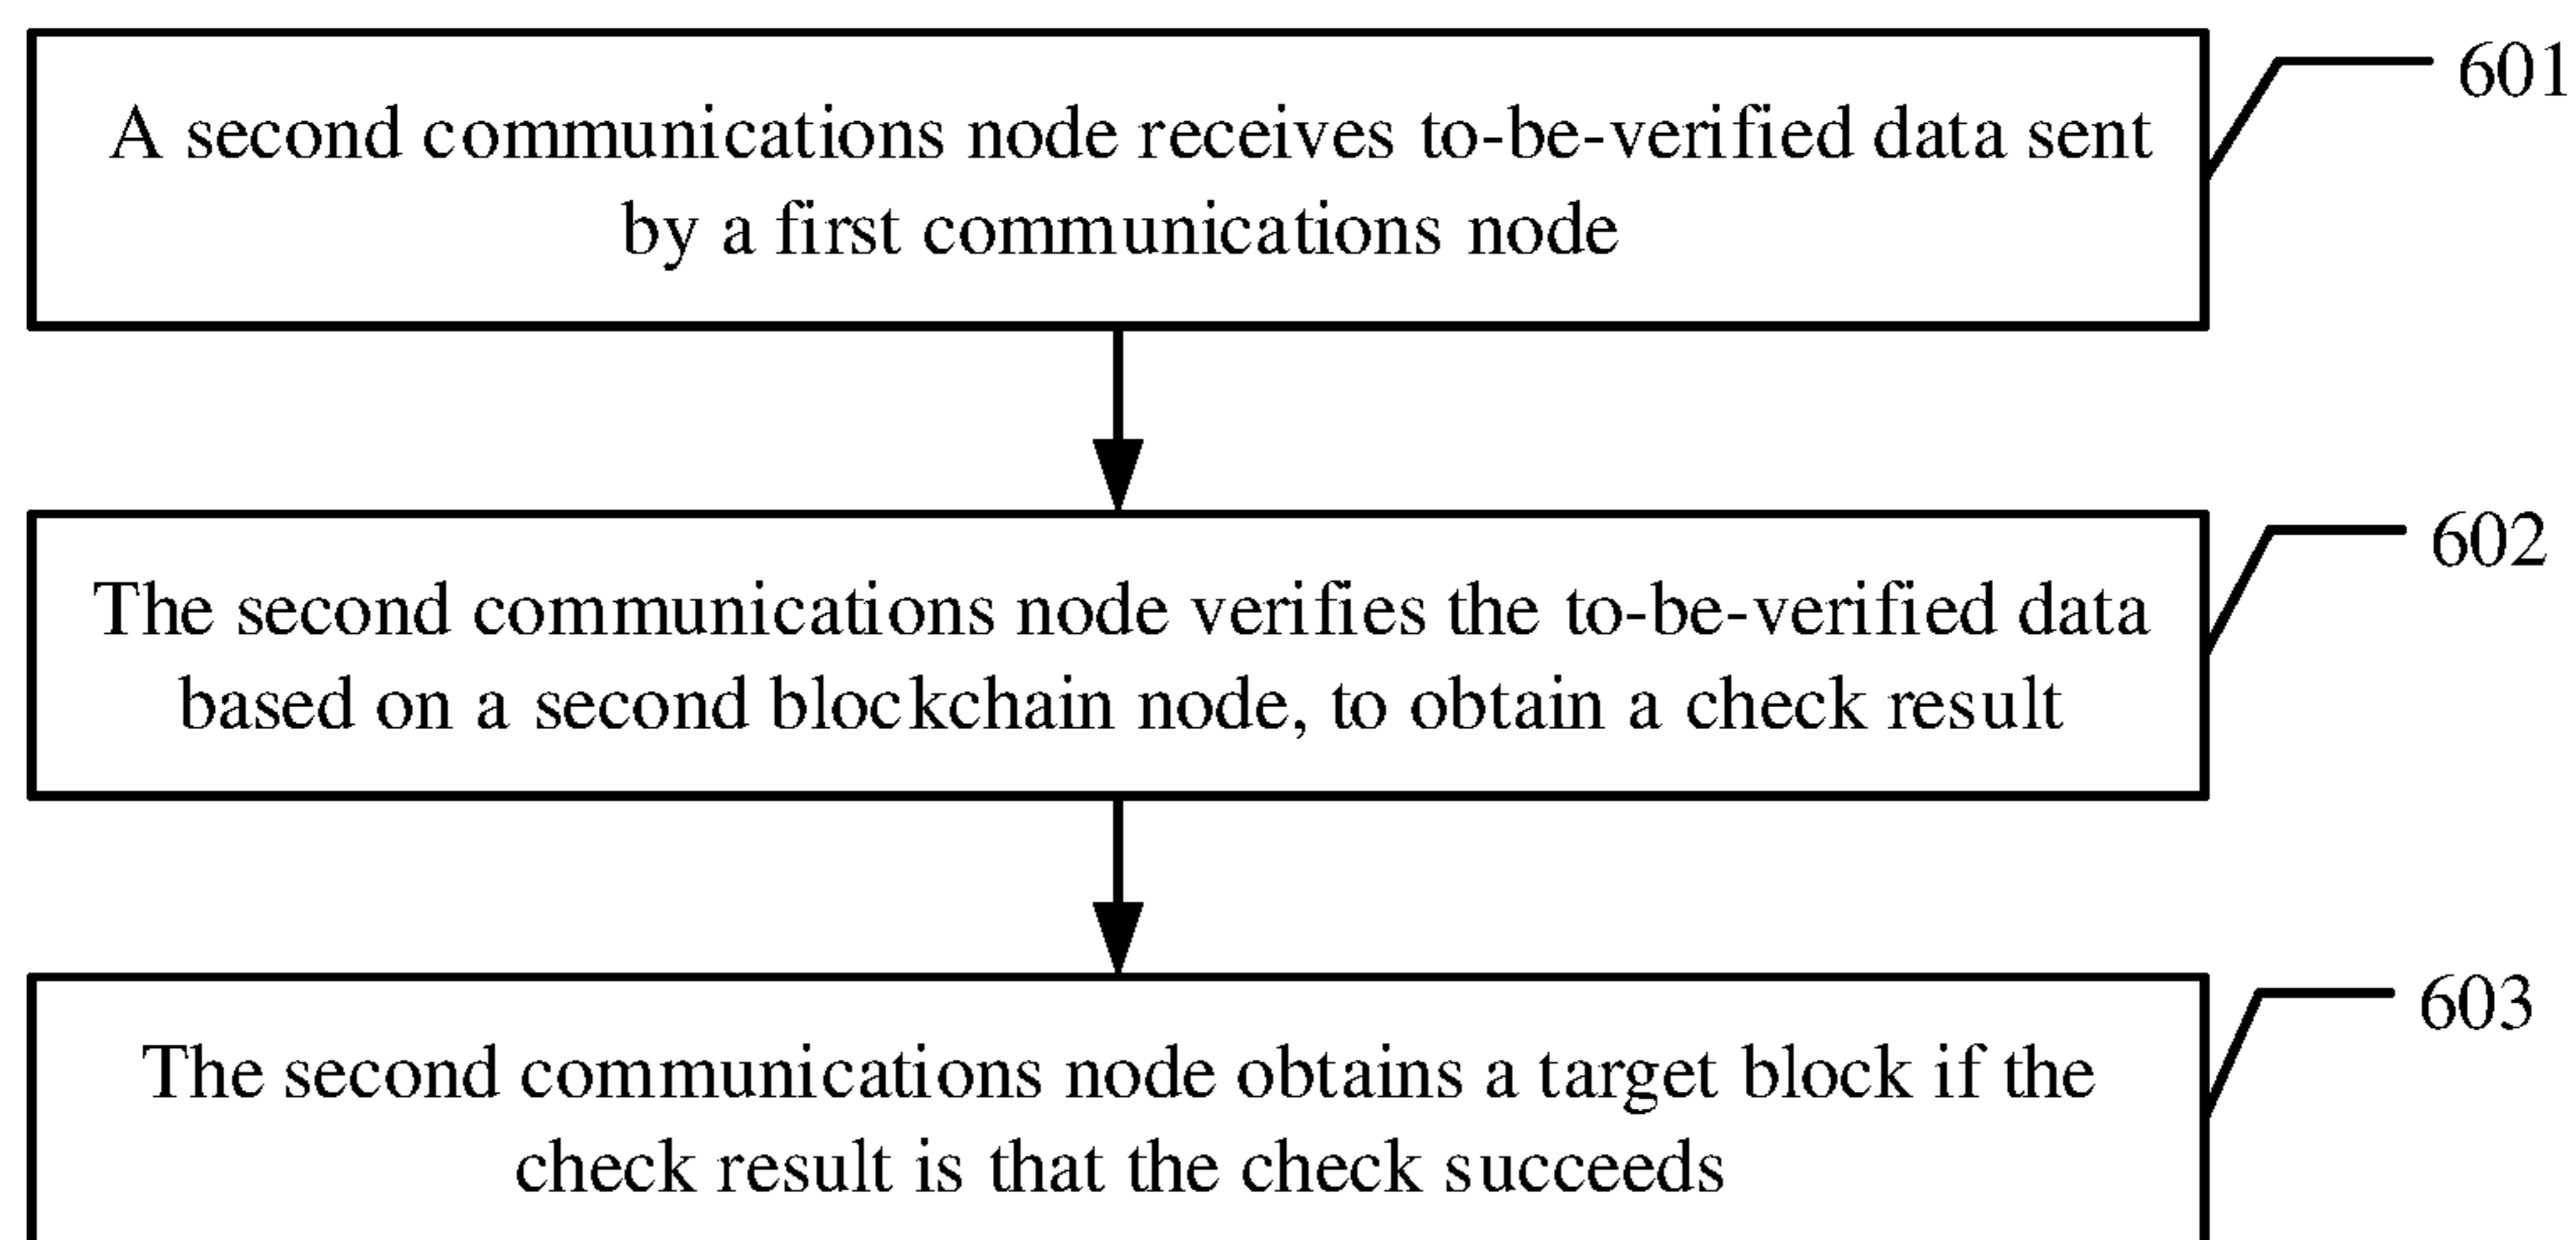 A second communications node receives to-be-verified data sent
by a first communications node
601
The second communications node verifies the to-be-verified data
based on a second blockchain node, to obtain a check result
602
The second communications node obtains a target block if the
check result is that the check succeeds
603